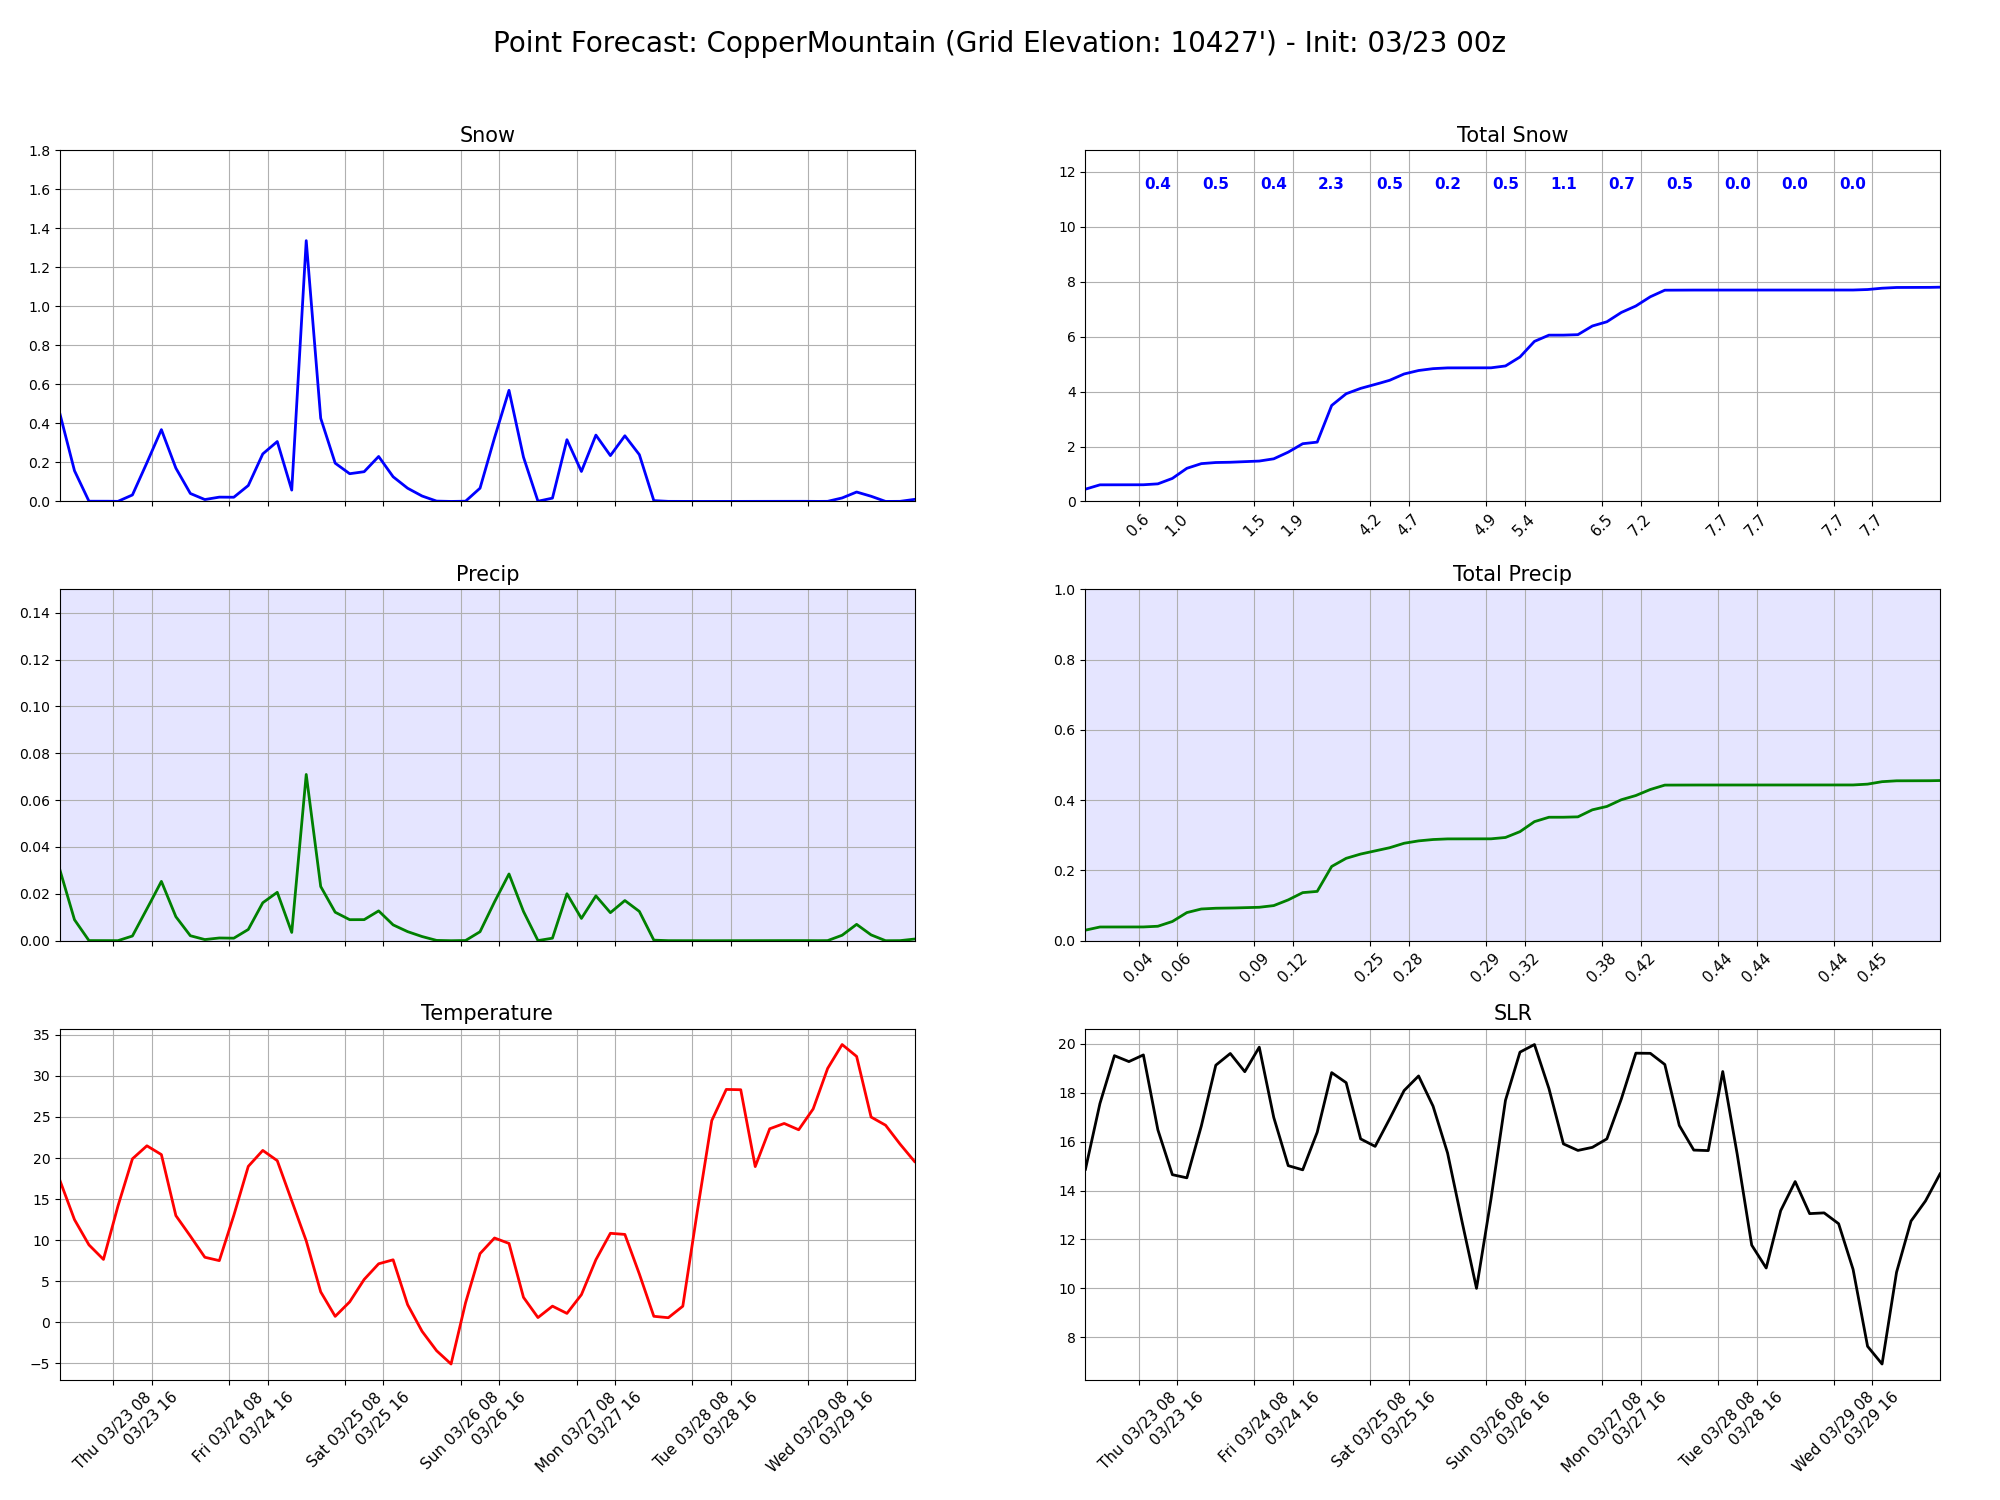 Point Forecast: CopperMountain (Grid Elevation: 10427') - Init: 03/23 00z
Snow
1.8
1.6
1.4
1.2
1.0
0.8
0.6
0.4
0.2
0.0
Total Snow
12
10
8
6
4
2
0
0.4 0.5 0.4 2.3 0.5 0.2 0.5 1.1 0.7 0.5 0.0 0.0 0.0
0.6 1.0 1.5 1.9 4.2 4.7 4.9 5.4 6.5 7.2 7.7 7.7 7.7 7.7
Precip
0.14
0.12
0.10
0.08
0.06
0.04
0.02
0.00
Total Precip
1.0
0.8
0.6
0.4
0.2
0.0
0.04 0.06 0.09 0.12 0.25 0.28 0.29 0.32 0.38 0.42 0.44 0.44 0.44 0.45
Temperature
35
30
25
20
15
10
5
0
−5
Thu 03/23 08
03/23 16
Fri 03/24 08
03/24 16
Sat 03/25 08
03/25 16
Sun 03/26 08
03/26 16
Mon 03/27 08
03/27 16
Tue 03/28 08
03/28 16
Wed 03/29 08
03/29 16
SLR
20
18
16
14
12
10
8
Thu 03/23 08
03/23 16
Fri 03/24 08
03/24 16
Sat 03/25 08
03/25 16
Sun 03/26 08
03/26 16
Mon 03/27 08
03/27 16
Tue 03/28 08
03/28 16
Wed 03/29 08
03/29 16